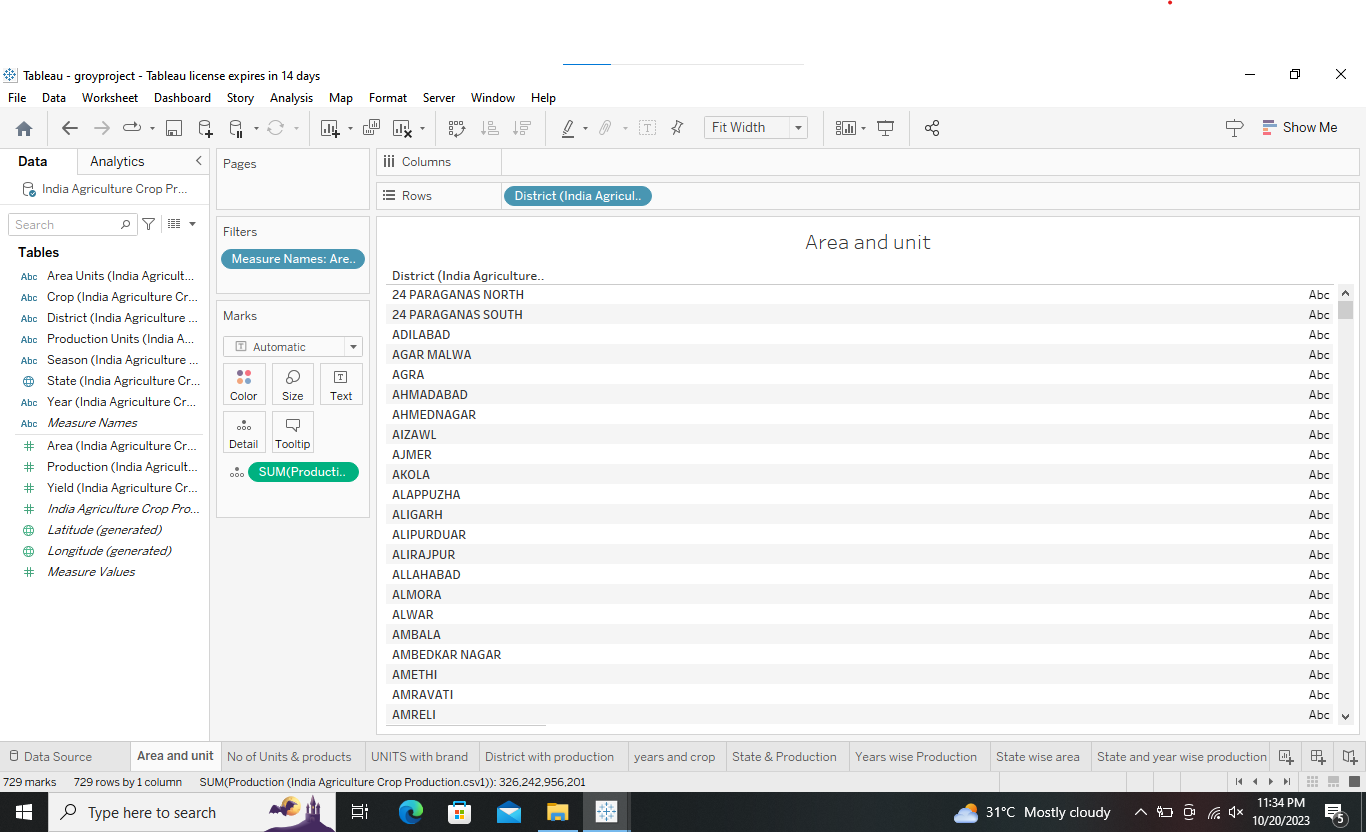 Tableau - groyproject - Tableau license expires in 14 days
File Data Worksheet Dashboard Story Analysis Map Format Server Window Help
Fit Width
Show Me
Data Analytics
India Agriculture Crop Pr...
Search
Tables
Abc Area Units (India Agricult...
Abc Crop (India Agriculture Cr...
Abc District (India Agriculture ...
Abc Production Units (India A...
Abc Season (India Agriculture ...
State (India Agriculture Cr...
Abc Year (India Agriculture Cr...
Abc Measure Names
Area (India Agriculture Cr...
Production (India Agricult...
Yield (India Agriculture Cr...
India Agriculture Crop Pro...
Latitude (generated)
Longitude (generated)
Measure Values
Pages
Filters
Measure Names: Are..
Marks
Automatic
Color Size Text
Detail Tooltip
SUM(Producti..
Columns
Rows District (India Agricul..
Area and unit
District (India Agriculture..
24 PARAGANAS NORTH Abc
24 PARAGANAS SOUTH Abc
ADILABAD Abc
AGAR MALWA Abc
AGRA Abc
AHMADABAD Abc
AHMEDNAGAR Abc
AIZAWL Abc
AJMER Abc
AKOLA Abc
ALAPPUZHA Abc
ALIGARH Abc
ALIPURDUAR Abc
ALIRAJPUR Abc
ALLAHABAD Abc
ALMORA Abc
ALWAR Abc
AMBALA Abc
AMBEDKAR NAGAR Abc
AMETHI Abc
AMRAVATI Abc
AMRELI Abc
Data Source Area and unit No of Units & products UNITS with brand District with production years and crop State & Production Years wise Production State wise area State and year wise production
729 marks 729 rows by 1 column SUM(Production (India Agriculture Crop Production.csv1)): 326,242,956,201
Type here to search
31°C Mostly cloudy
11:34 PM
10/20/2023
5